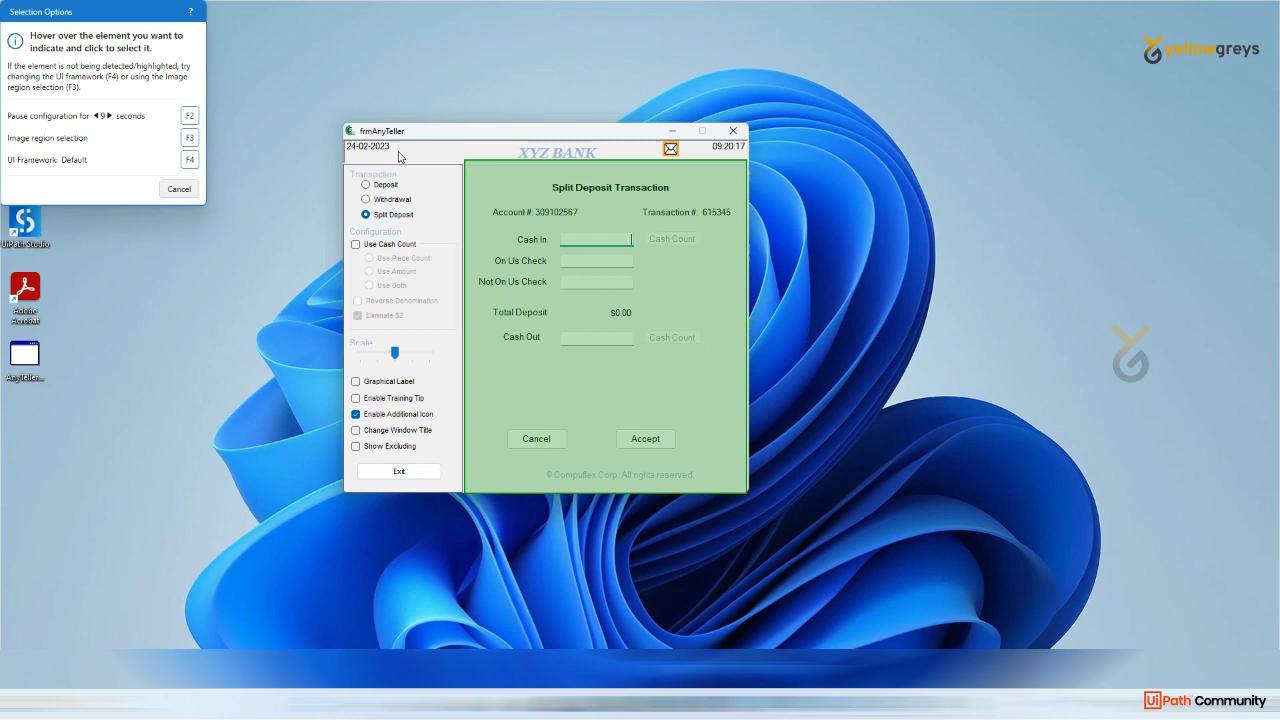 Selection Options ?
Hover over the element you want to
indicate and click to select it.
If the element is not being detected/highlighted, try
changing the UI framework (F4) or using the Image
region selection (F3).
Pause configuration for 9 seconds F2
Image region selection F3
UI Framework: Default F4
Cancel
yellowgreys
UiPath Studio
Adobe
Acrobat
AnyTeller...
frmAnyTeller
24-02-2023
XYZ BANK
09:20:17
Transaction
Deposit
Withdrawal
Split Deposit
Configuration
Use Cash Count
Use Piece Count
Use Amount
Use Both
Reverse Denomination
Eliminate $2
Scale
Graphical Label
Enable Training Tip
Enable Additional Icon
Change Window Title
Show Excluding
Exit
Split Deposit Transaction
Account #: 309102567 Transaction #: 615345
Cash In Cash Count
On Us Check
Not On Us Check
Total Deposit $0.00
Cash Out Cash Count
Cancel Accept
© Compuflex Corp. All rights reserved.
UiPath Community